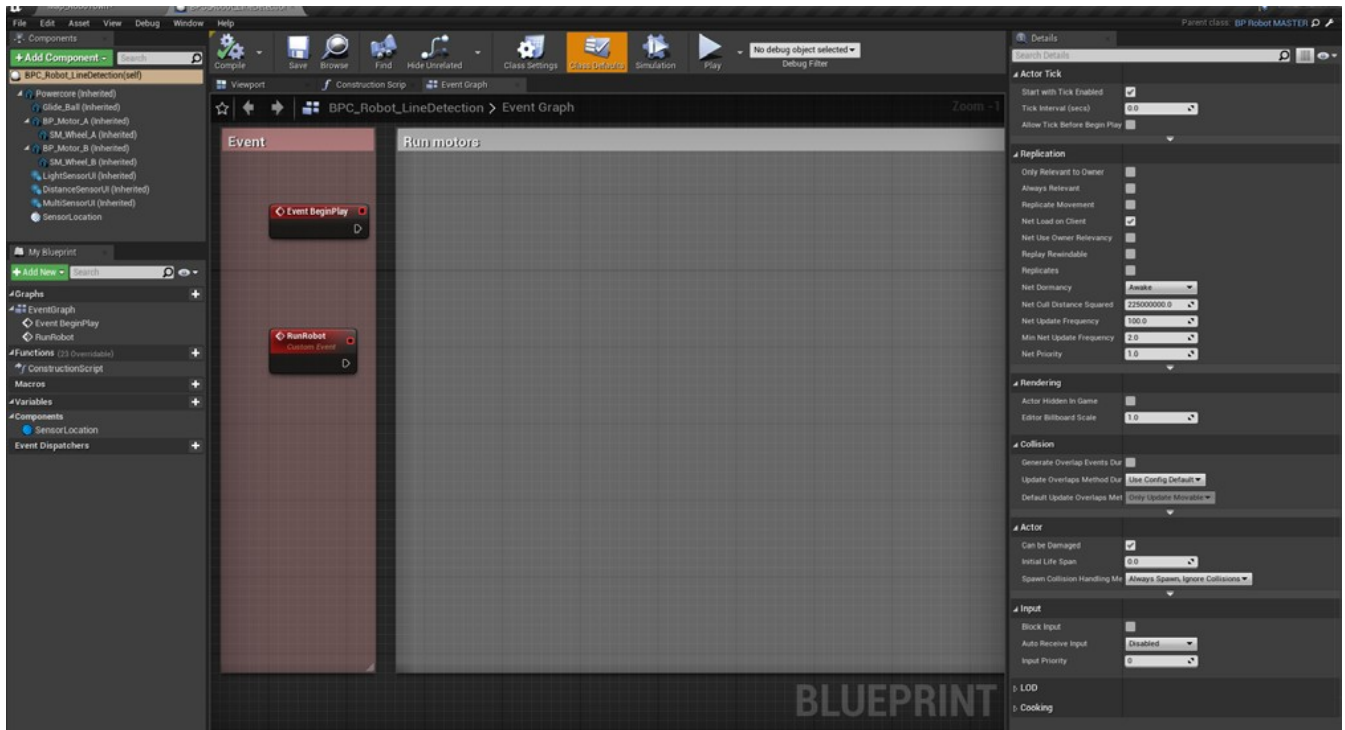 File Edit Asset View Debug Window Help
Parent class: BP Robot MASTER
Components
+Add Component Search
BPC_Robot_LineDetection(self)
Powercore (Inherited)
Glide_Ball (Inherited)
BP_Motor_A (Inherited)
SM_Wheel_A (Inherited)
BP_Motor_B (Inherited)
SM_Wheel_B (Inherited)
LightSensorUI (Inherited)
DistanceSensorUI (Inherited)
MultiSensorUI (Inherited)
SensorLocation
My Blueprint
+Add New Search
Graphs
EventGraph
Event BeginPlay
RunRobot
Functions (23 Overridable)
ConstructionScript
Macros
Variables
Components
SensorLocation
Event Dispatchers
Compile Save Browse Find Hide Unrelated Class Settings Class Defaults Simulation Play
No debug object selected
Debug Filter
Viewport Construction Scrip Event Graph
BPC_Robot_LineDetection > Event Graph Zoom -1
Event
Run motors
Event BeginPlay
RunRobot
Custom Event
BLUEPRINT
Details
Search Details
Actor Tick
Start with Tick Enabled
Tick Interval (secs) 0.0
Allow Tick Before Begin Play
Replication
Only Relevant to Owner
Always Relevant
Replicate Movement
Net Load on Client
Net Use Owner Relevancy
Replay Rewindable
Replicates
Net Dormancy Awake
Net Cull Distance Squared 225000000.0
Net Update Frequency 100.0
Min Net Update Frequency 2.0
Net Priority 1.0
Rendering
Actor Hidden In Game
Editor Billboard Scale 1.0
Collision
Generate Overlap Events Dur
Update Overlaps Method Dur Use Config Default
Default Update Overlaps Met Only Update Movable
Actor
Can be Damaged
Initial Life Span 0.0
Spawn Collision Handling Me Always Spawn, Ignore Collisions
Input
Block Input
Auto Receive Input Disabled
Input Priority 0
LOD
Cooking